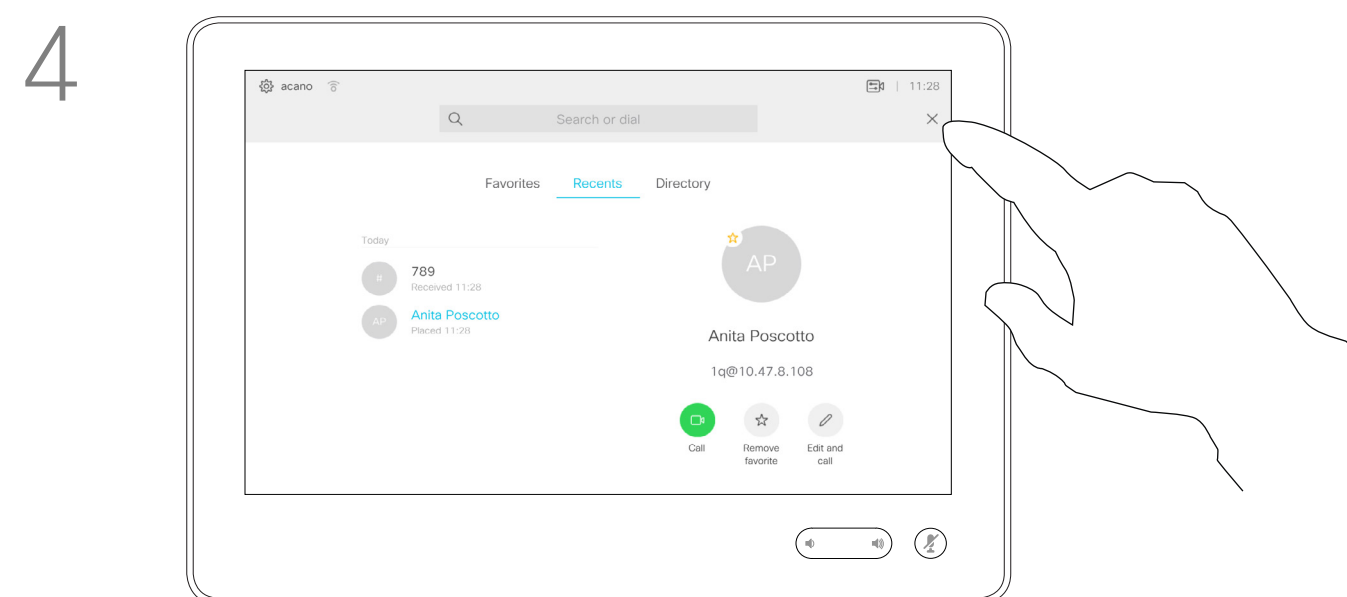 4
acano | 11:28
Search or dial
Favorites Recents Directory
Today
# 789
Received 11:28
AP Anita Poscotto
Placed 11:28
AP
Anita Poscotto
1q@10.47.8.108
Call Remove favorite Edit and call